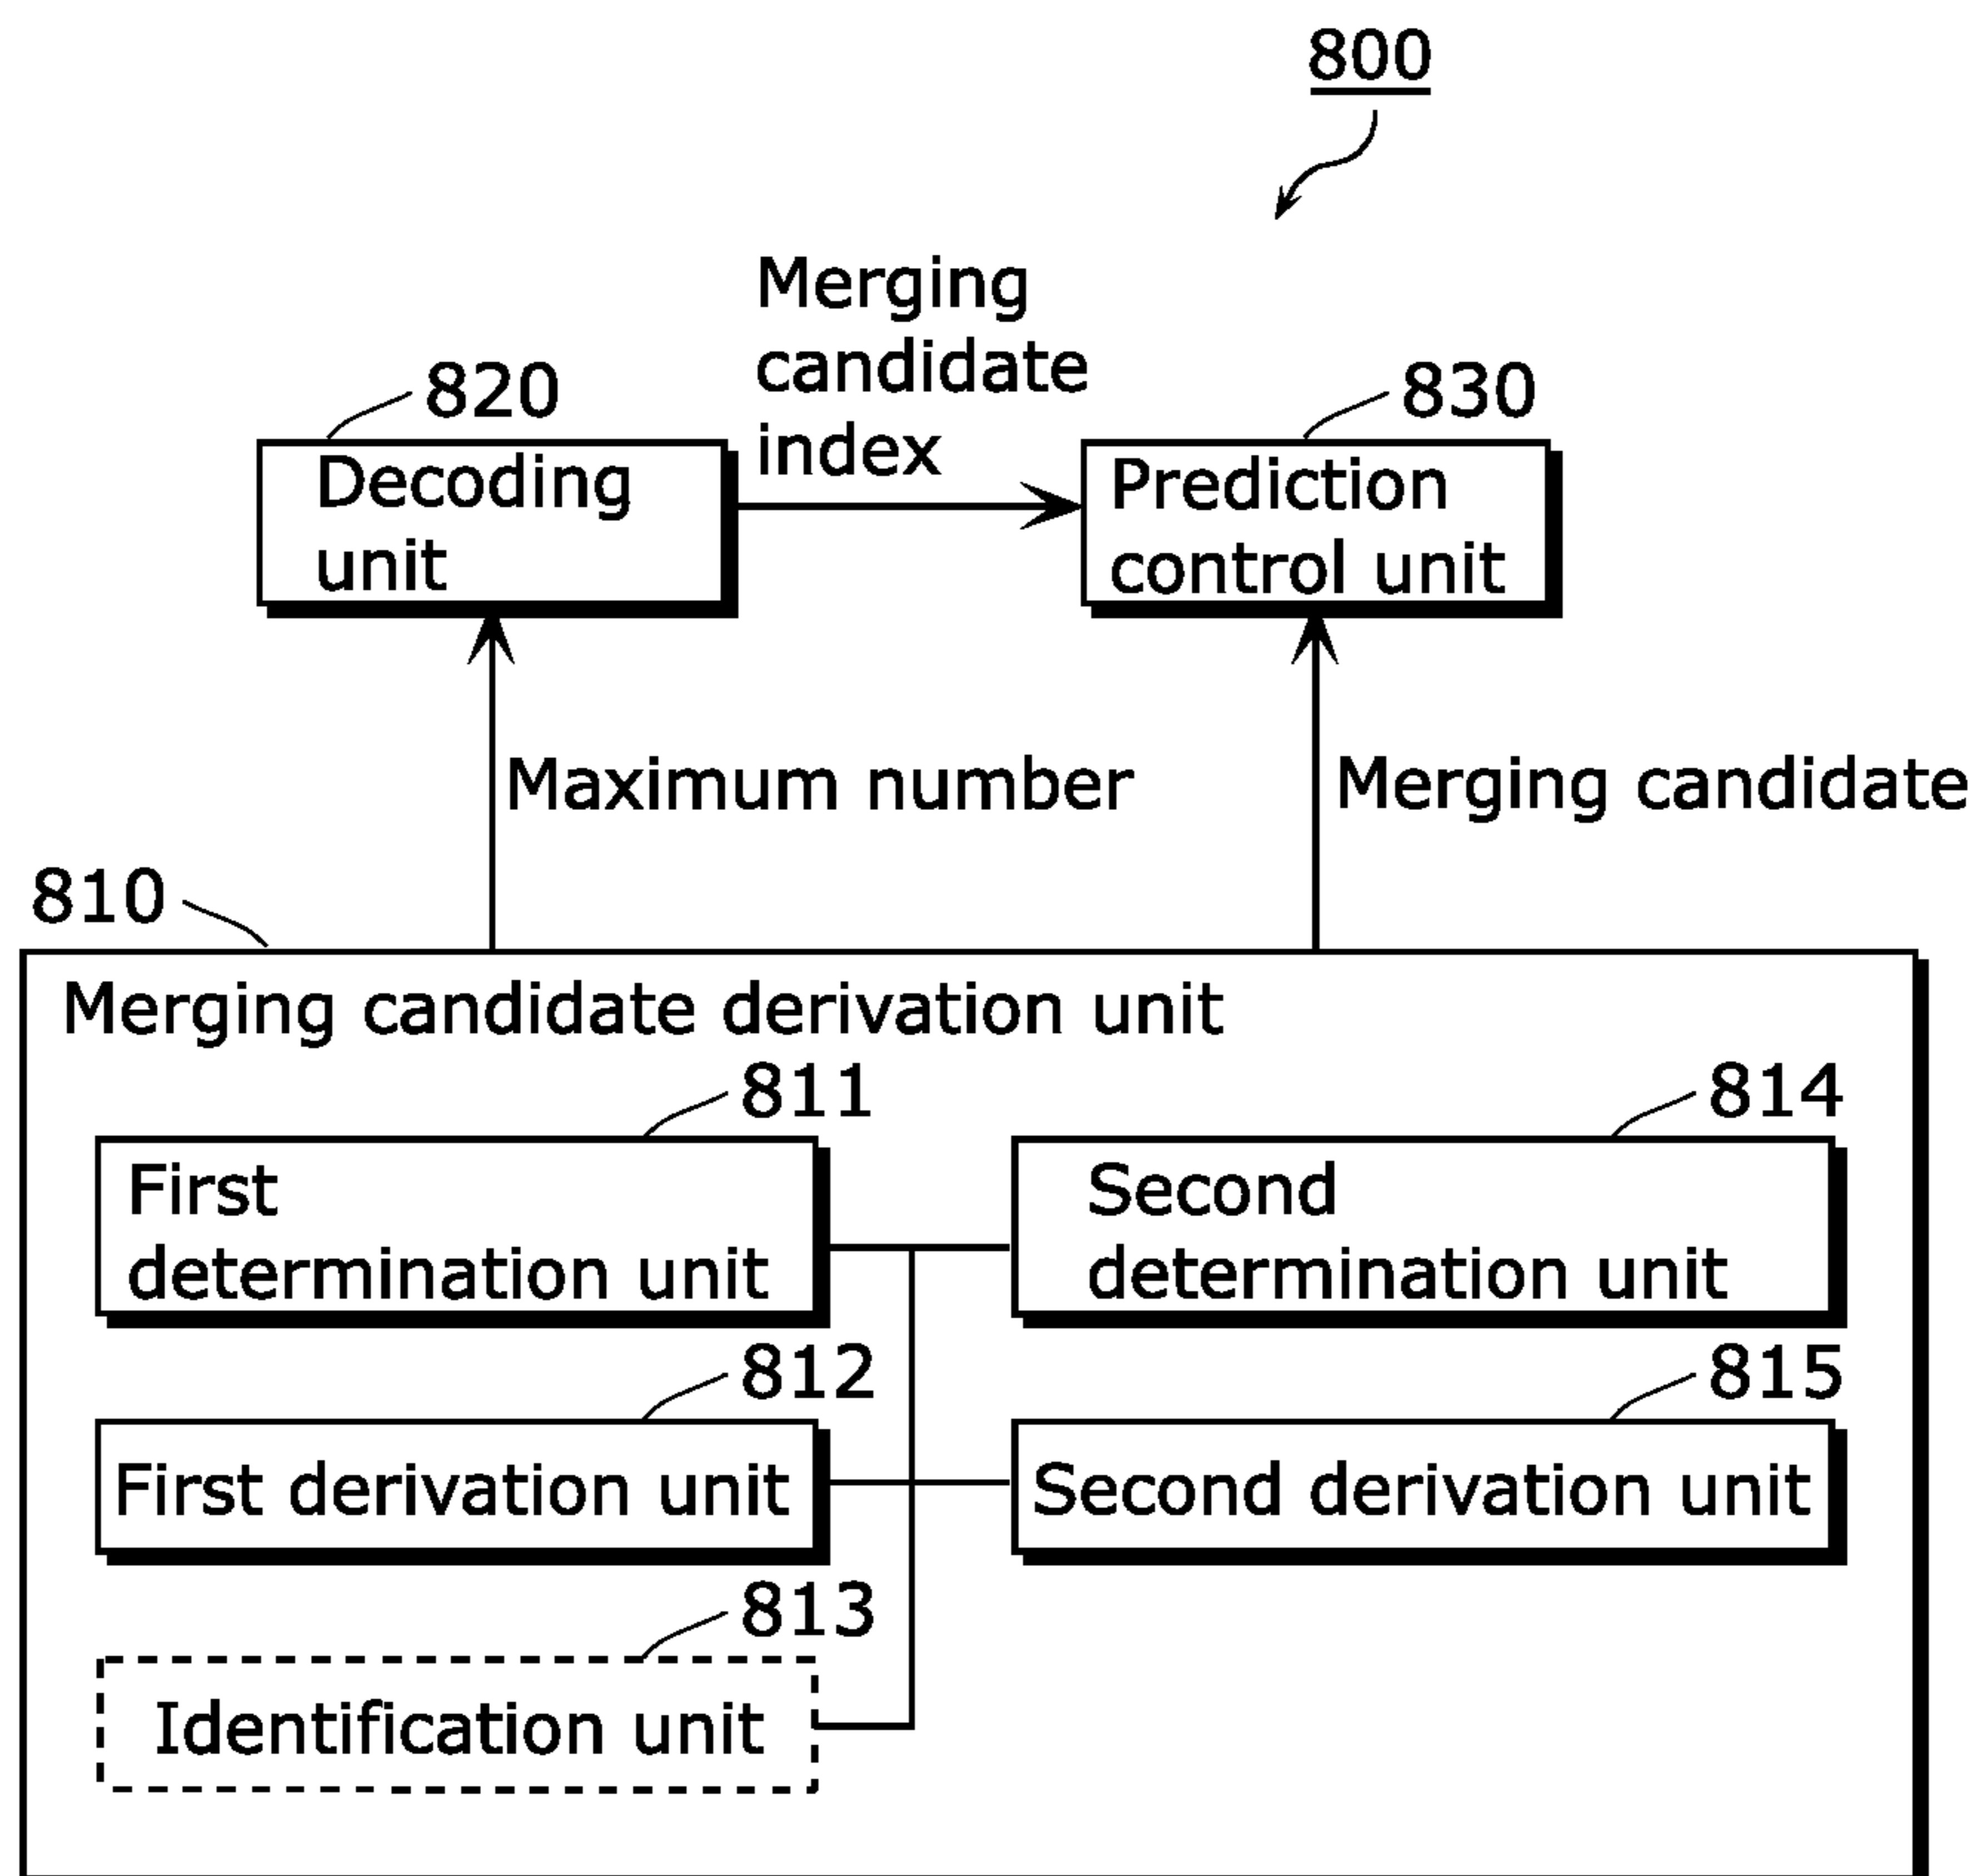 800
Merging
candidate
index
820
830
Decoding
unit
Prediction
control unit
Maximum number
Merging candidate
810
Merging candidate derivation unit
811
814
First
determination unit
Second
determination unit
812
815
First derivation unit
Second derivation unit
813
Identification unit